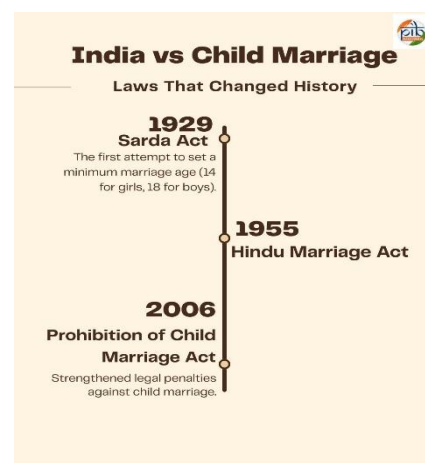 pib
India vs Child Marriage
Laws That Changed History
1929
Sarda Act
The first attempt to set a
minimum marriage age (14
for girls, 18 for boys).
1955
Hindu Marriage Act
2006
Prohibition of Child
Marriage Act
Strengthened legal penalties
against child marriage.